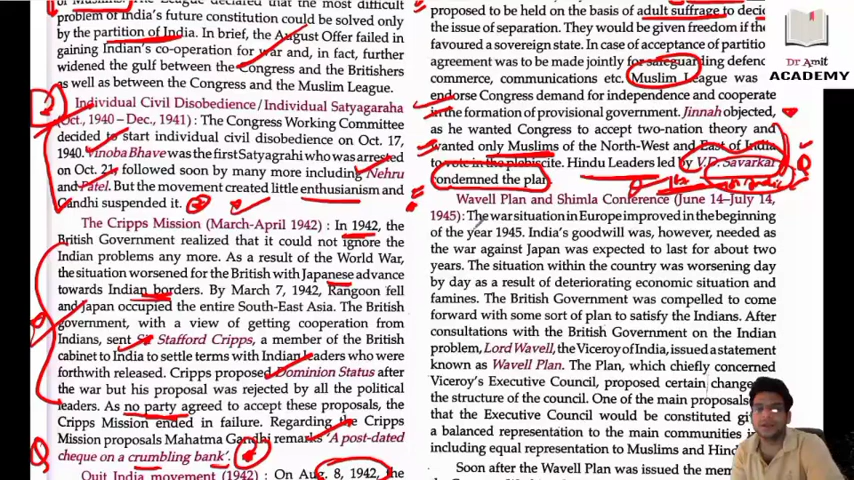 of Muslims. The League declared that the most difficult
problem of India's future constitution could be solved only
by the partition of India. In brief, the August Offer failed in
gaining Indian's co-operation for war and, in fact, further
widened the gulf between the Congress and the Britishers
as well as between the Congress and the Muslim League.
Individual Civil Disobedience/Individual Satyagaraha
(Oct., 1940 – Dec., 1941) : The Congress Working Committee
decided to start individual civil disobedience on Oct. 17,
1940. Vinoba Bhave was the first Satyagrahi who was arrested
on Oct. 21, followed soon by many more including Nehru
and Patel. But the movement created little enthusianism and
Gandhi suspended it.
The Cripps Mission (March-April 1942) : In 1942, the
British Government realized that it could not ignore the
Indian problems any more. As a result of the World War,
the situation worsened for the British with Japanese advance
towards Indian borders. By March 7, 1942, Rangoon fell
and Japan occupied the entire South-East Asia. The British
government, with a view of getting cooperation from
Indians, sent Sir Stafford Cripps, a member of the British
cabinet to India to settle terms with Indian leaders who were
forthwith released. Cripps proposed Dominion Status after
the war but his proposal was rejected by all the political
leaders. As no party agreed to accept these proposals, the
Cripps Mission ended in failure. Regarding the Cripps
Mission proposals Mahatma Gandhi remarks 'A post-dated
cheque on a crumbling bank'.
Quit India movement (1942) : On Aug. 8, 1942, the
proposed to be held on the basis of adult suffrage to deci
the issue of separation. They would be given freedom if the
favoured a sovereign state. In case of acceptance of partitio
agreement was to be made jointly for safeguarding defenc
commerce, communications etc. Muslim League was
endorse Congress demand for independence and cooperate
in the formation of provisional government. Jinnah objected,
as he wanted Congress to accept two-nation theory and
wanted only Muslims of the North-West and East of India
to vote in the plebiscite. Hindu Leaders led by V.D. Savarkar
condemned the plan.
Wavell Plan and Shimla Conference (June 14–July 14,
1945) : The war situation in Europe improved in the beginning
of the year 1945. India's goodwill was, however, needed as
the war against Japan was expected to last for about two
years. The situation within the country was worsening day
by day as a result of deteriorating economic situation and
famines. The British Government was compelled to come
forward with some sort of plan to satisfy the Indians. After
consultations with the British Government on the Indian
problem, Lord Wavell, the Viceroy of India, issued a statement
known as Wavell Plan. The Plan, which chiefly concerned
Viceroy's Executive Council, proposed certain change
the structure of the council. One of the main proposals
that the Executive Council would be constituted gi
a balanced representation to the main communities i
including equal representation to Muslims and Hind
Soon after the Wavell Plan was issued the mem
Dr Amit
ACADEMY